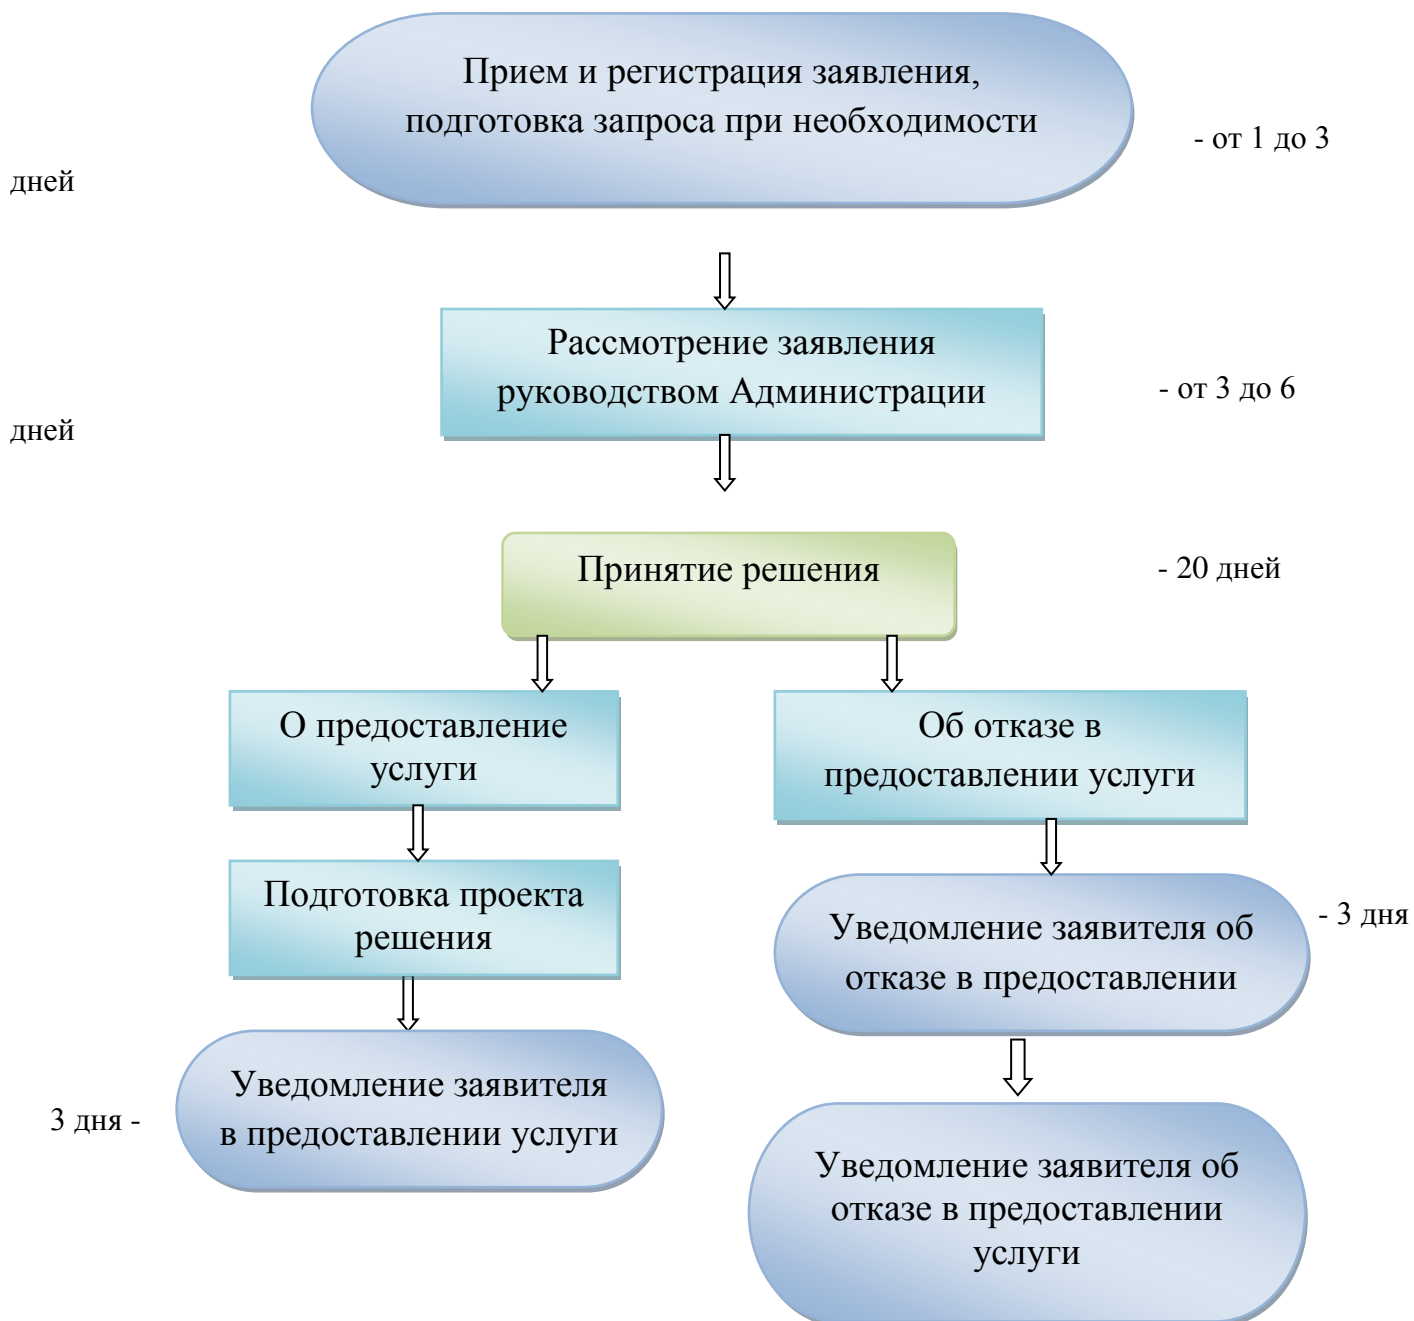 Прием и регистрация заявления,
подготовка запроса при необходимости
- от 1 до 3
дней
Рассмотрение заявления
руководством Администрации
- от 3 до 6
дней
Принятие решения
- 20 дней
О предоставление
услуги
Об отказе в
предоставлении услуги
Подготовка проекта
решения
Уведомление заявителя об
отказе в предоставлении
- 3 дня
Уведомление заявителя
в предоставлении услуги
3 дня -
Уведомление заявителя об
отказе в предоставлении
услуги